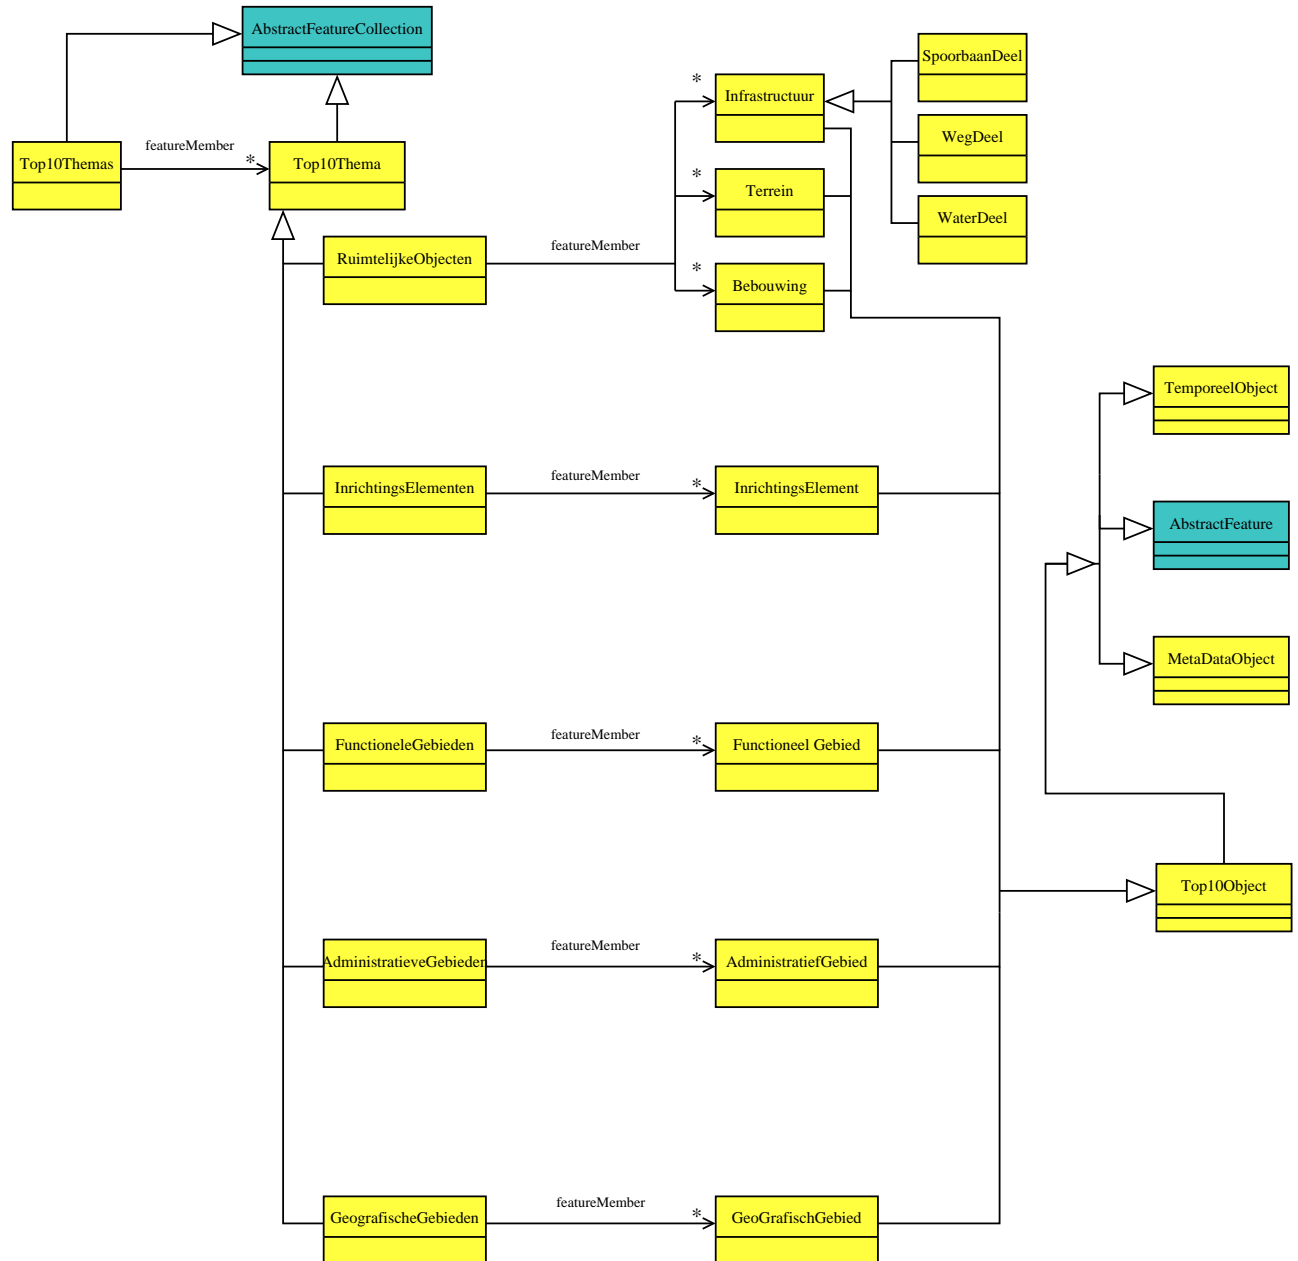 AbstractFeatureCollection
SpoorbaanDeel
*
Infrastructuur
featureMember
WegDeel
Top10Themas
*
Top10Thema
*
Terrein
WaterDeel
featureMember
RuimtelijkeObjecten
*
Bebouwing
TemporeelObject
featureMember
InrichtingsElementen
*
InrichtingsElement
AbstractFeature
MetaDataObject
featureMember
FunctioneleGebieden
*
Functioneel Gebied
Top10Object
featureMember
AdministratieveGebieden
*
AdministratiefGebied
featureMember
GeografischeGebieden
*
GeoGrafischGebied